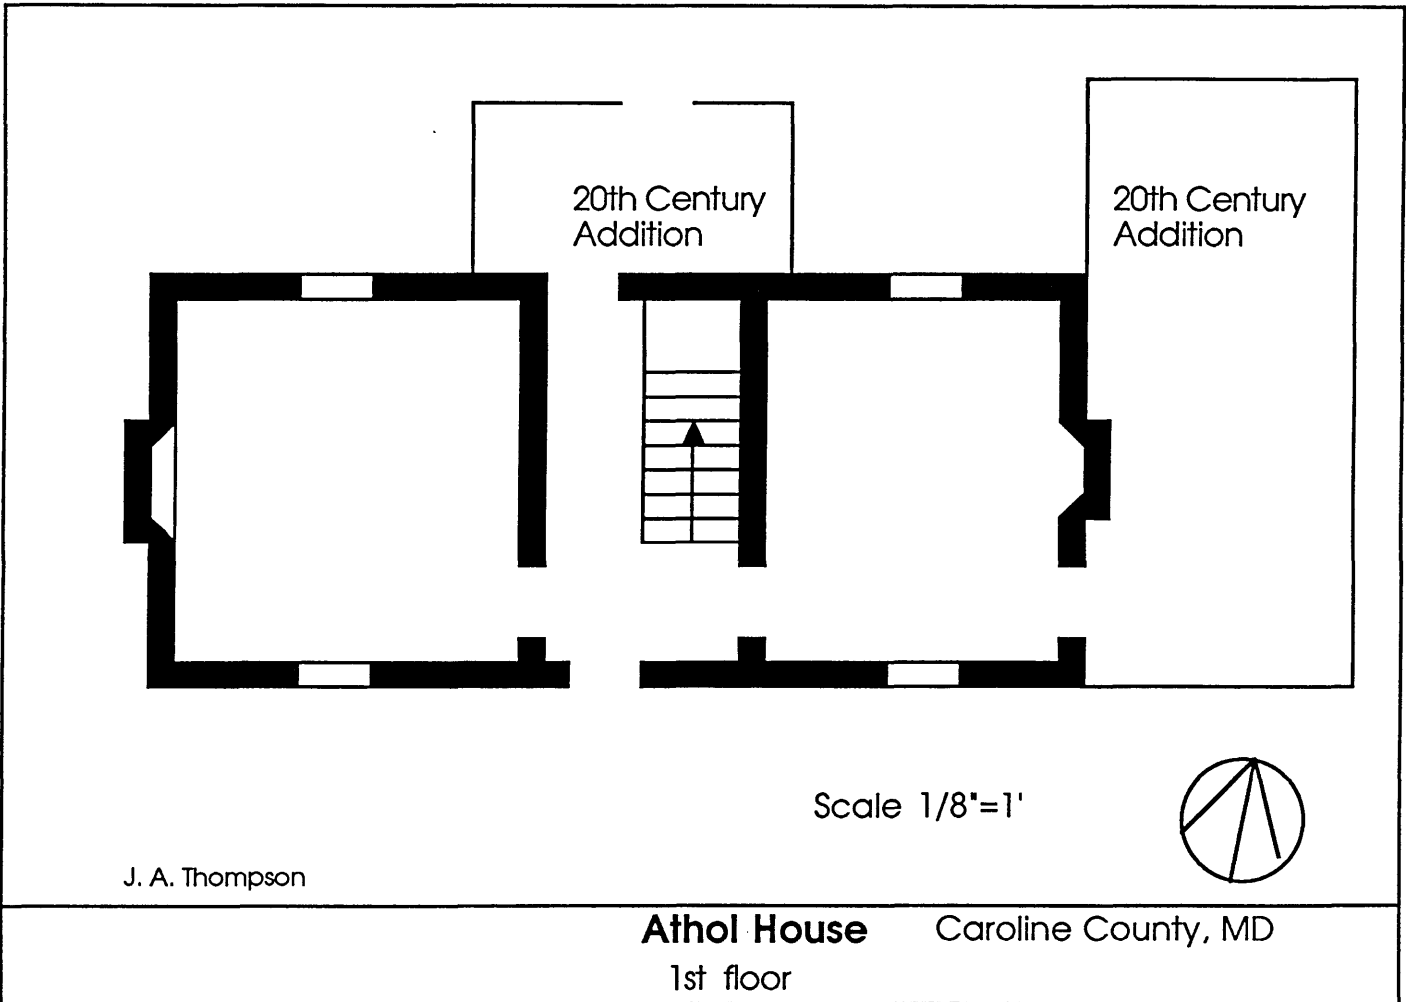 20th Century
Addition
20th Century
Addition
Scale 1/8"=1'
J. A. Thompson
Athol House Caroline County, MD
1st floor